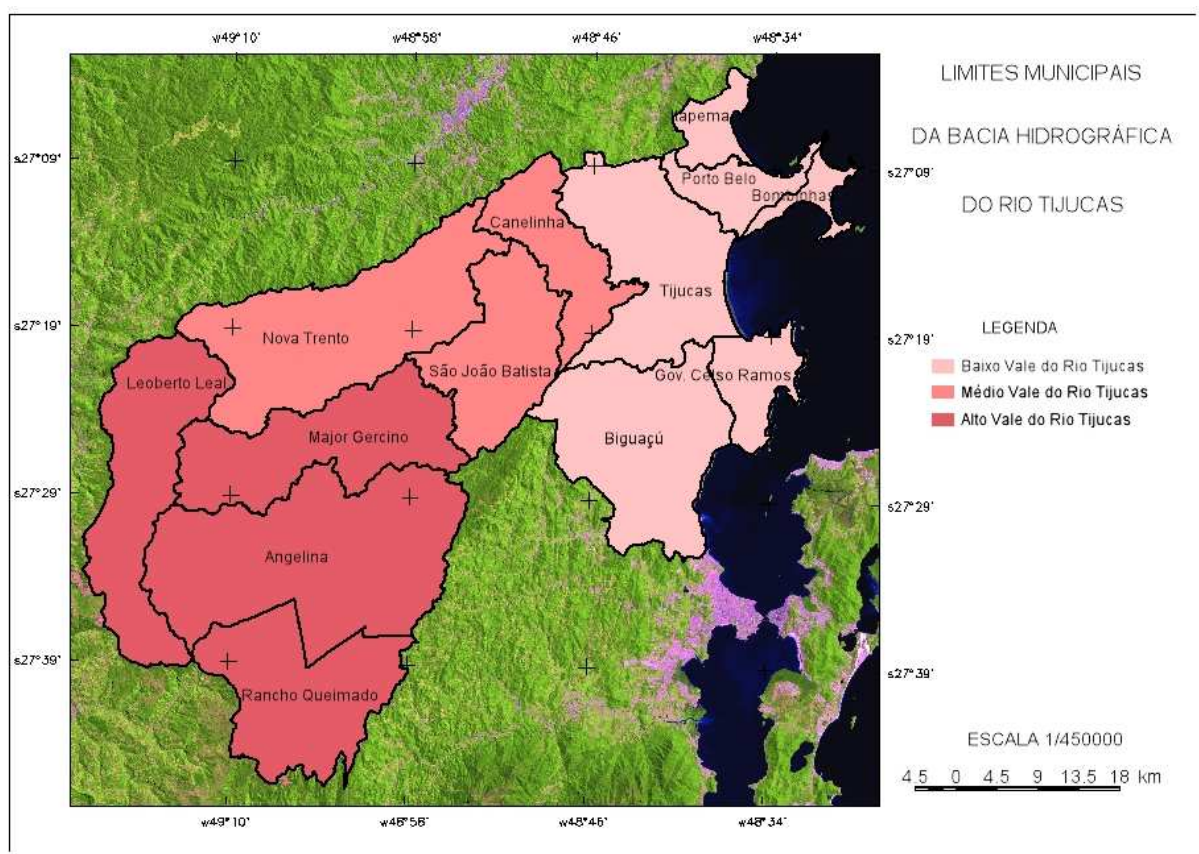 w49°10'
w48°58'
w48°46'
w48°34'
LIMITES MUNICIPAIS
DA BACIA HIDROGRÁFICA
DO RIO TIJUCAS
s27°09'
s27°09'
tapema
Porto Belo
Bombinhas
Canelinha
Tijucas
s27°19'
s27°19'
Nova Trento
São João Batista
Gov. Celso Ramos
Leoberto Leal
Major Gercino
Biguaçú
LEGENDA
Baixo Vale do Rio Tijucas
Médio Vale do Rio Tijucas
Alto Vale do Rio Tijucas
s27°29'
s27°29'
Angelina
s27°39'
s27°39'
Rancho Queimado
ESCALA 1/450000
4.5 0 4.5 9 13.5 18 km
w49°10'
w48°58'
w48°46'
w48°34'